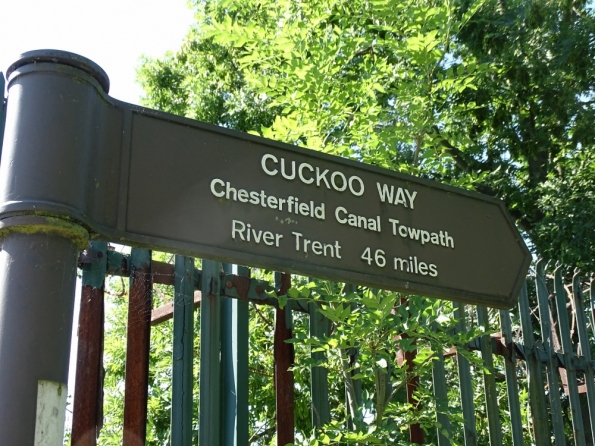 CUCKOO WAY
Chesterfield Canal Towpath
River Trent 46 miles